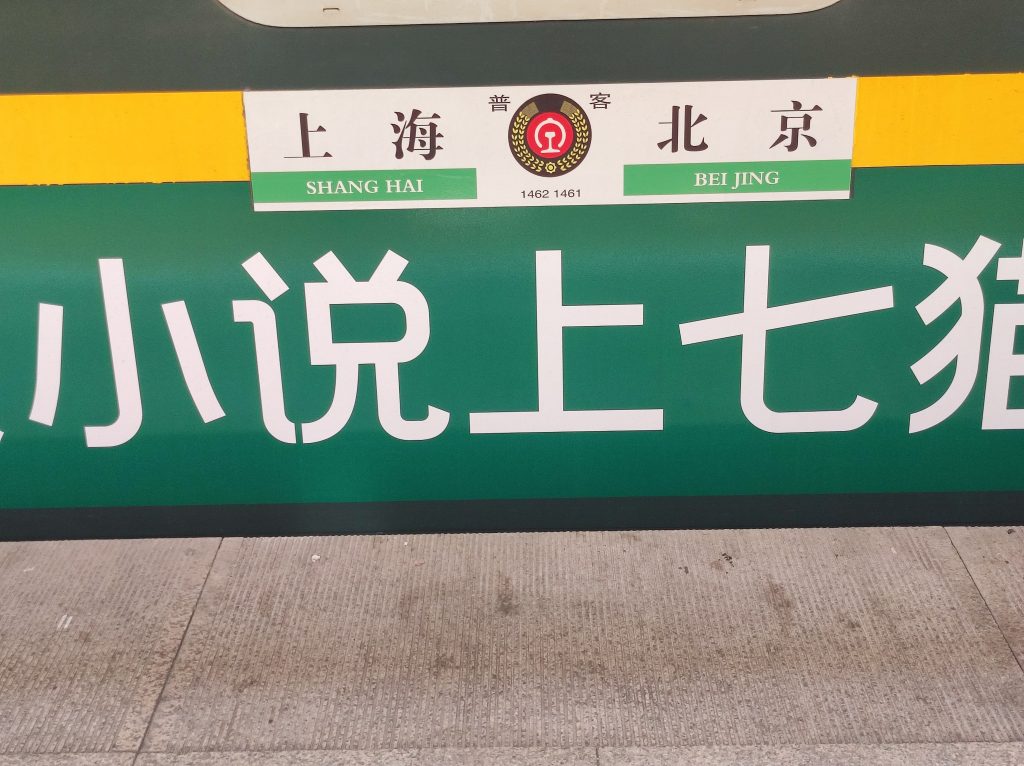 普 客
上 海 北 京
SHANG HAI BEI JING
1462 1461
小说上七猫